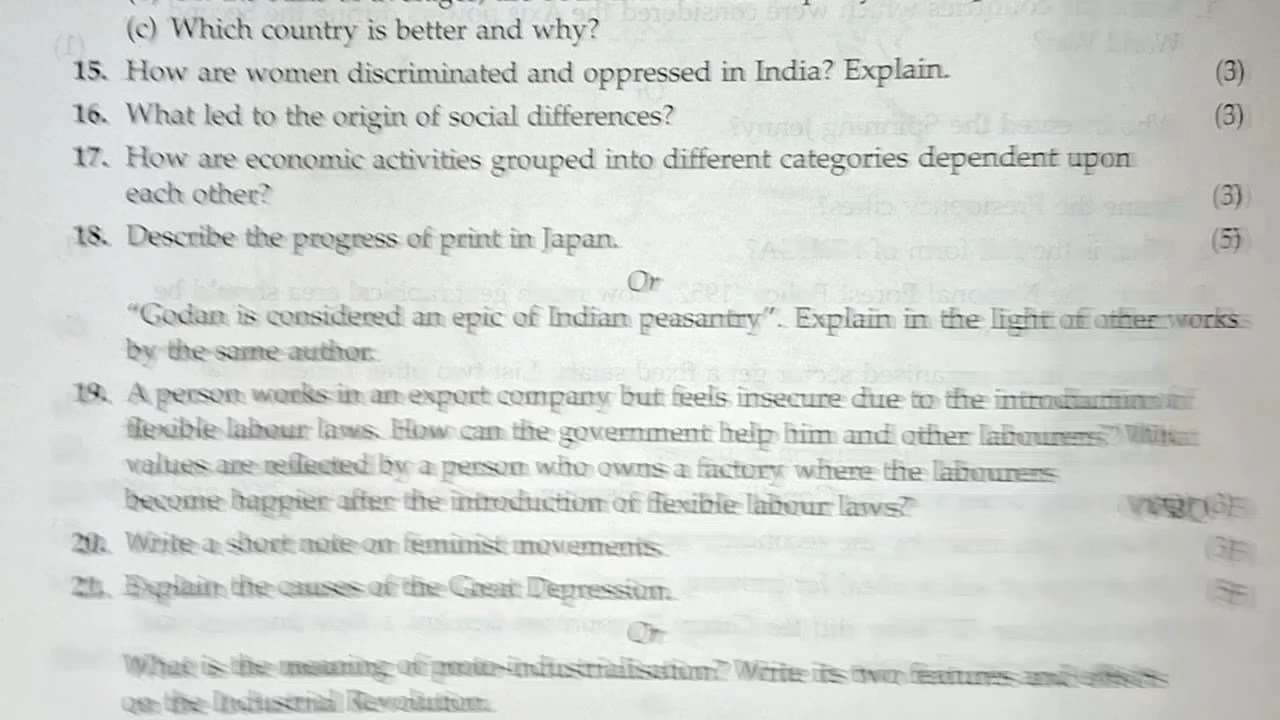 (c) Which country is better and why?
15. How are women discriminated and oppressed in India? Explain. (3)
16. What led to the origin of social differences? (3)
17. How are economic activities grouped into different categories dependent upon
each other? (3)
18. Describe the progress of print in Japan. (5)
Or
“Godan is considered an epic of Indian peasantry”. Explain in the light of other works
by the same author.
19. A person works in an export company but feels insecure due to the
flexible labour laws. How can the government help him and other labourers? What
values are reflected by a person who owns a factory where the labourers
become happier after the introduction of flexible labour laws?
20. Write a short note on feminist movements.
21. Explain the causes of the Great Depression.
Or
What is the meaning of proto-industrialisation? Write its two features and effects
on the Industrial Revolution.